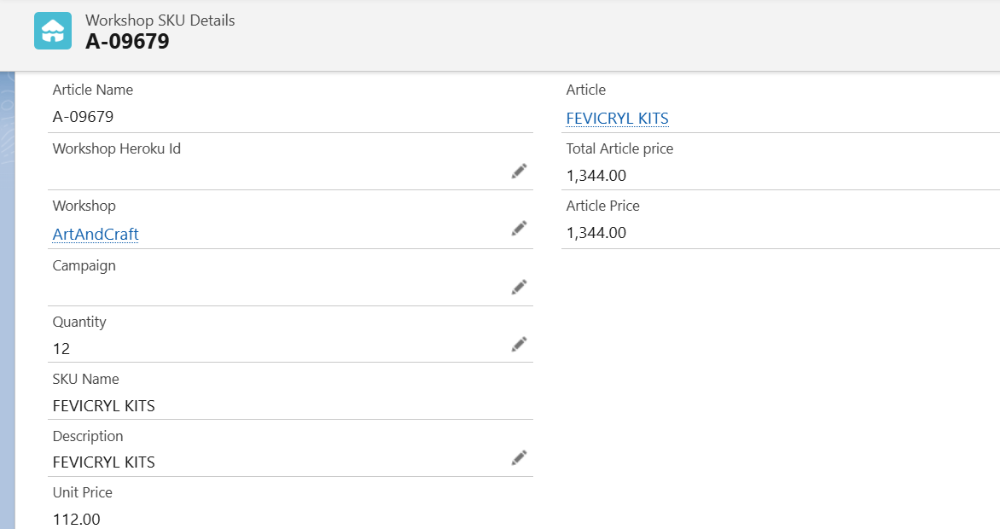 Workshop SKU Details
A-09679
Article Name
A-09679
Article
FEVICRYL KITS
Workshop Heroku Id
Total Article price
1,344.00
Workshop
ArtAndCraft
Article Price
1,344.00
Campaign
Quantity
12
SKU Name
FEVICRYL KITS
Description
FEVICRYL KITS
Unit Price
112.00